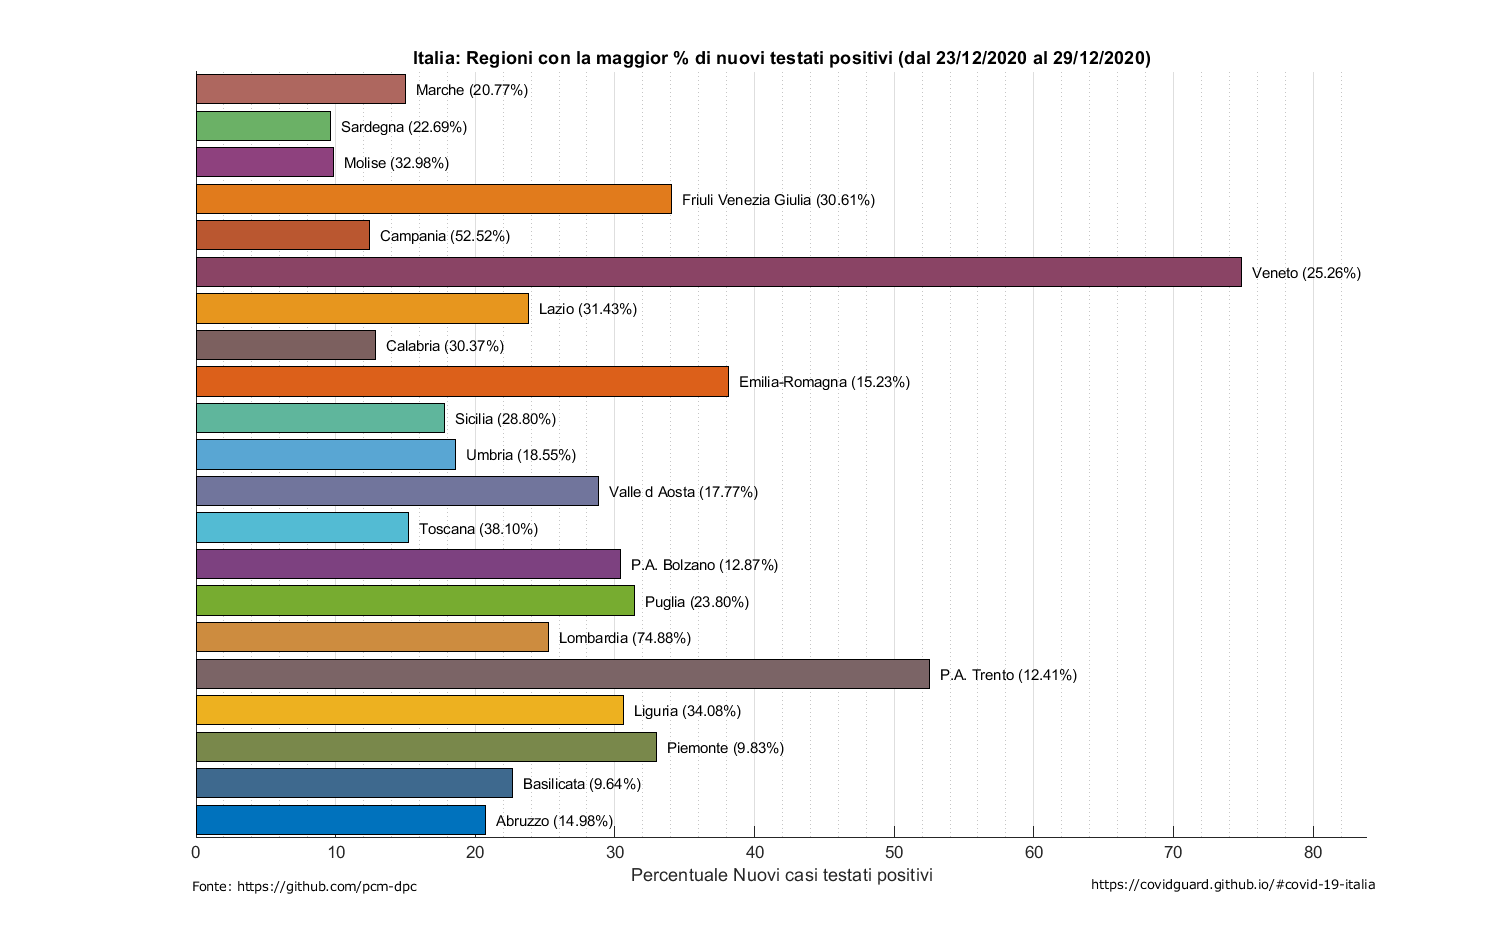 Italia: Regioni con la maggior % di nuovi testati positivi (dal 23/12/2020 al 29/12/2020)
Marche (20.77%)
Sardegna (22.69%)
Molise (32.98%)
Friuli Venezia Giulia (30.61%)
Campania (52.52%)
Veneto (25.26%)
Lazio (31.43%)
Calabria (30.37%)
Emilia-Romagna (15.23%)
Sicilia (28.80%)
Umbria (18.55%)
Valle d Aosta (17.77%)
Toscana (38.10%)
P.A. Bolzano (12.87%)
Puglia (23.80%)
Lombardia (74.88%)
P.A. Trento (12.41%)
Liguria (34.08%)
Piemonte (9.83%)
Basilicata (9.64%)
Abruzzo (14.98%)
0 10 20 30 40 50 60 70 80
Percentuale Nuovi casi testati positivi
Fonte: https://github.com/pcm-dpc
https://covidguard.github.io/#covid-19-italia